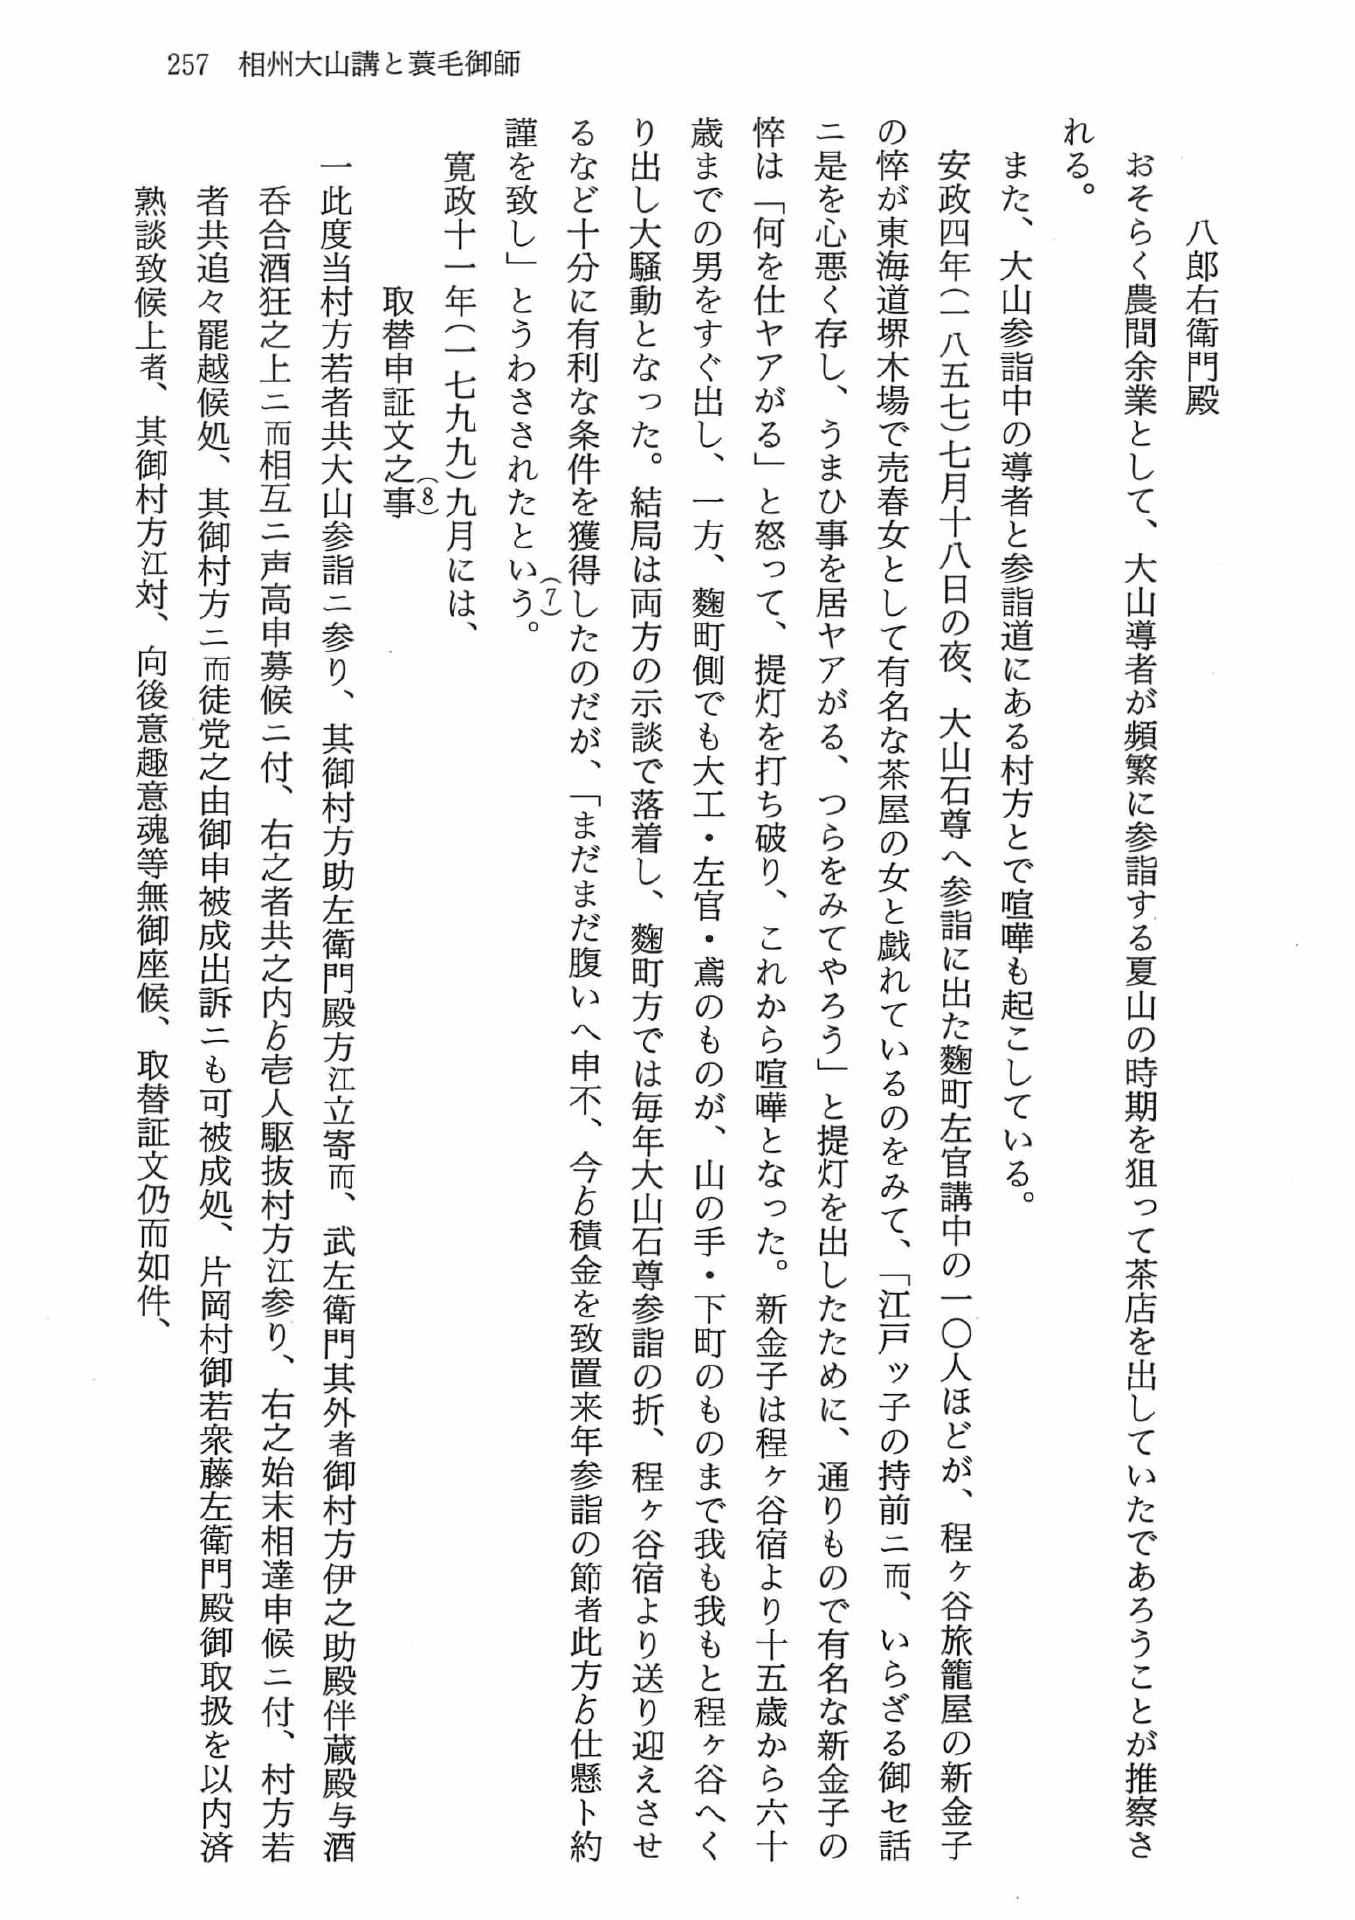 257　相州大山講と蓑毛御師
八郎右衛門殿
おそらく農間余業として、大山導者が頻繁に参詣する夏山の時期を狙って茶店を出していたであろうことが推察さ
れる。
また、大山参詣中の導者と参詣道にある村方とで喧嘩も起こしている。
安政四年（一八五七）七月十八日の夜、大山石尊へ参詣に出た麴町左官講中の一〇人ほどが、程ヶ谷旅籠屋の新金子
の悴が東海道堺木場で売春女として有名な茶屋の女と戯れているのをみて、「江戸ッ子の持前ニ而、いらざる御セ話
ニ是を心悪く存し、うまひ事を居ヤアがる、つらをみてやろう」と提灯を出したために、通りもので有名な新金子の
悴は「何を仕ヤアがる」と怒って、提灯を打ち破り、これから喧嘩となった。新金子は程ヶ谷宿より十五歳から六十
歳までの男をすぐ出し、一方、麴町側でも大工・左官・鳶のものが、山の手・下町のものまで我も我もと程ヶ谷へく
り出し大騒動となった。結局は両方の示談で落着し、麴町方では毎年大山石尊参詣の折、程ヶ谷宿より送り迎えさせ
るなど十分に有利な条件を獲得したのだが、「まだまだ腹いへ申不、今ゟ積金を致置来年参詣の節者此方ゟ仕懸ト約
謹を致し」とうわさされたという。（7）
寛政十一年（一七九九）九月には、
取替申証文之事（8）
一此度当村方若者共大山参詣ニ参り、其御村方助左衛門殿方江立寄而、武左衛門其外者御村方伊之助殿伴蔵殿与酒
呑合酒狂之上ニ而相互ニ声高申募候ニ付、右之者共之内ゟ壱人駆抜村方江参り、右之始末相達申候ニ付、村方若
者共追々罷越候処、其御村方ニ而徒党之由御申被成出訴ニも可被成処、片岡村御若衆藤左衛門殿御取扱を以内済
熟談致候上者、其御村方江対、向後意趣意魂等無御座候、取替証文仍而如件、